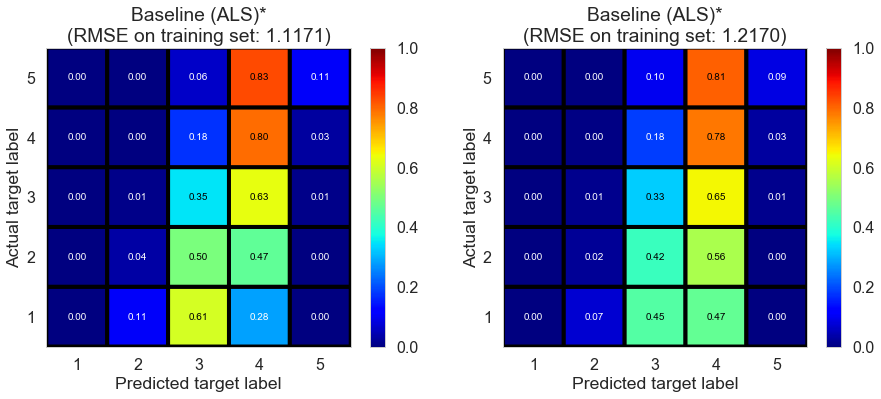 Baseline (ALS)*
(RMSE on training set: 1.1171)
Actual target label
5 0.00 0.00 0.06 0.83 0.11
4 0.00 0.00 0.18 0.80 0.03
3 0.00 0.01 0.35 0.63 0.01
2 0.00 0.04 0.50 0.47 0.00
1 0.00 0.11 0.61 0.28 0.00
1 2 3 4 5
Predicted target label
1.0
0.8
0.6
0.4
0.2
0.0
Baseline (ALS)*
(RMSE on training set: 1.2170)
Actual target label
5 0.00 0.00 0.10 0.81 0.09
4 0.00 0.00 0.18 0.78 0.03
3 0.00 0.01 0.33 0.65 0.01
2 0.00 0.02 0.42 0.56 0.00
1 0.00 0.07 0.45 0.47 0.00
1 2 3 4 5
Predicted target label
1.0
0.8
0.6
0.4
0.2
0.0